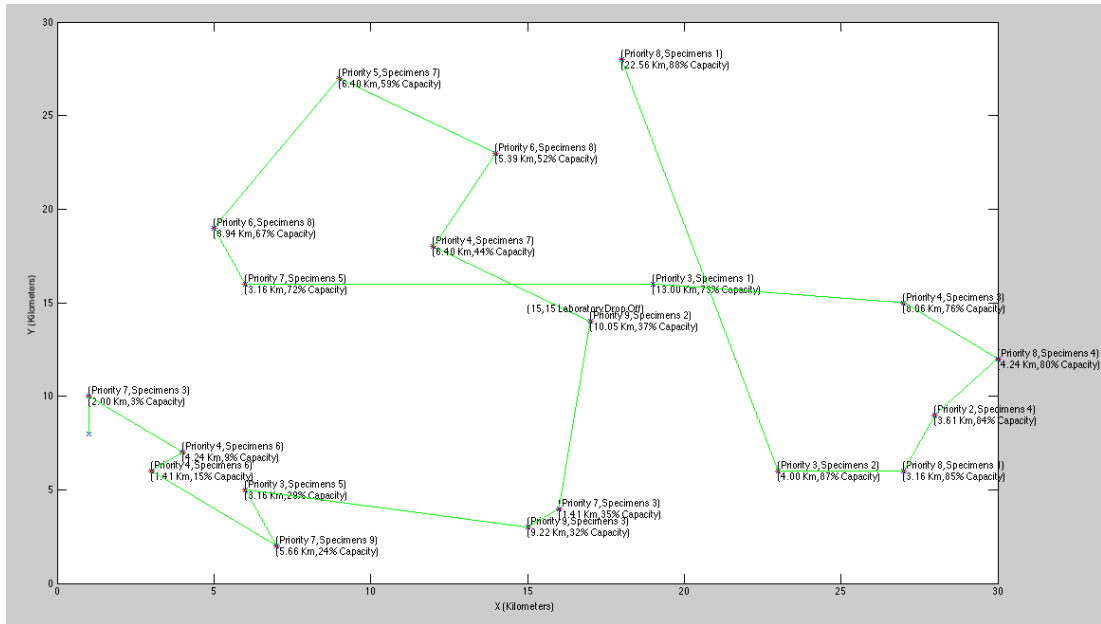 30
(Priority 8,Specimens 1)
(22.56 Km,88% Capacity)
(Priority 5,Specimens 7)
(6.40 Km,59% Capacity)
25
(Priority 6,Specimens 8)
(5.39 Km,52% Capacity)
20
(Priority 6,Specimens 8)
(8.94 Km,67% Capacity)
(Priority 4,Specimens 7)
(6.40 Km,44% Capacity)
(Priority 7,Specimens 5)
(3.16 Km,72% Capacity)
(Priority 3,Specimens 1)
(13.00 Km,73% Capacity)
15
(Priority 4,Specimens 3)
(8.06 Km,76% Capacity)
(15,15 Laboratory Drop Off)
(Priority 9,Specimens 2)
(10.05 Km,37% Capacity)
Y (Kilometers)
(Priority 8,Specimens 4)
(4.24 Km,80% Capacity)
10
(Priority 7,Specimens 3)
(2.00 Km,3% Capacity)
(Priority 2,Specimens 4)
(3.61 Km,84% Capacity)
(Priority 4,Specimens 6)
(4.24 Km,9% Capacity)
(Priority 4,Specimens 6)
(1.41 Km,15% Capacity)
(Priority 3,Specimens 2)
(4.00 Km,87% Capacity)
(Priority 8,Specimens 1)
(3.16 Km,85% Capacity)
5
(Priority 3,Specimens 5)
(3.16 Km,29% Capacity)
(Priority 7,Specimens 3)
(1.41 Km,35% Capacity)
(Priority 9,Specimens 3)
(9.22 Km,32% Capacity)
(Priority 7,Specimens 9)
(5.66 Km,24% Capacity)
0
0 5 10 15 20 25 30
X (Kilometers)